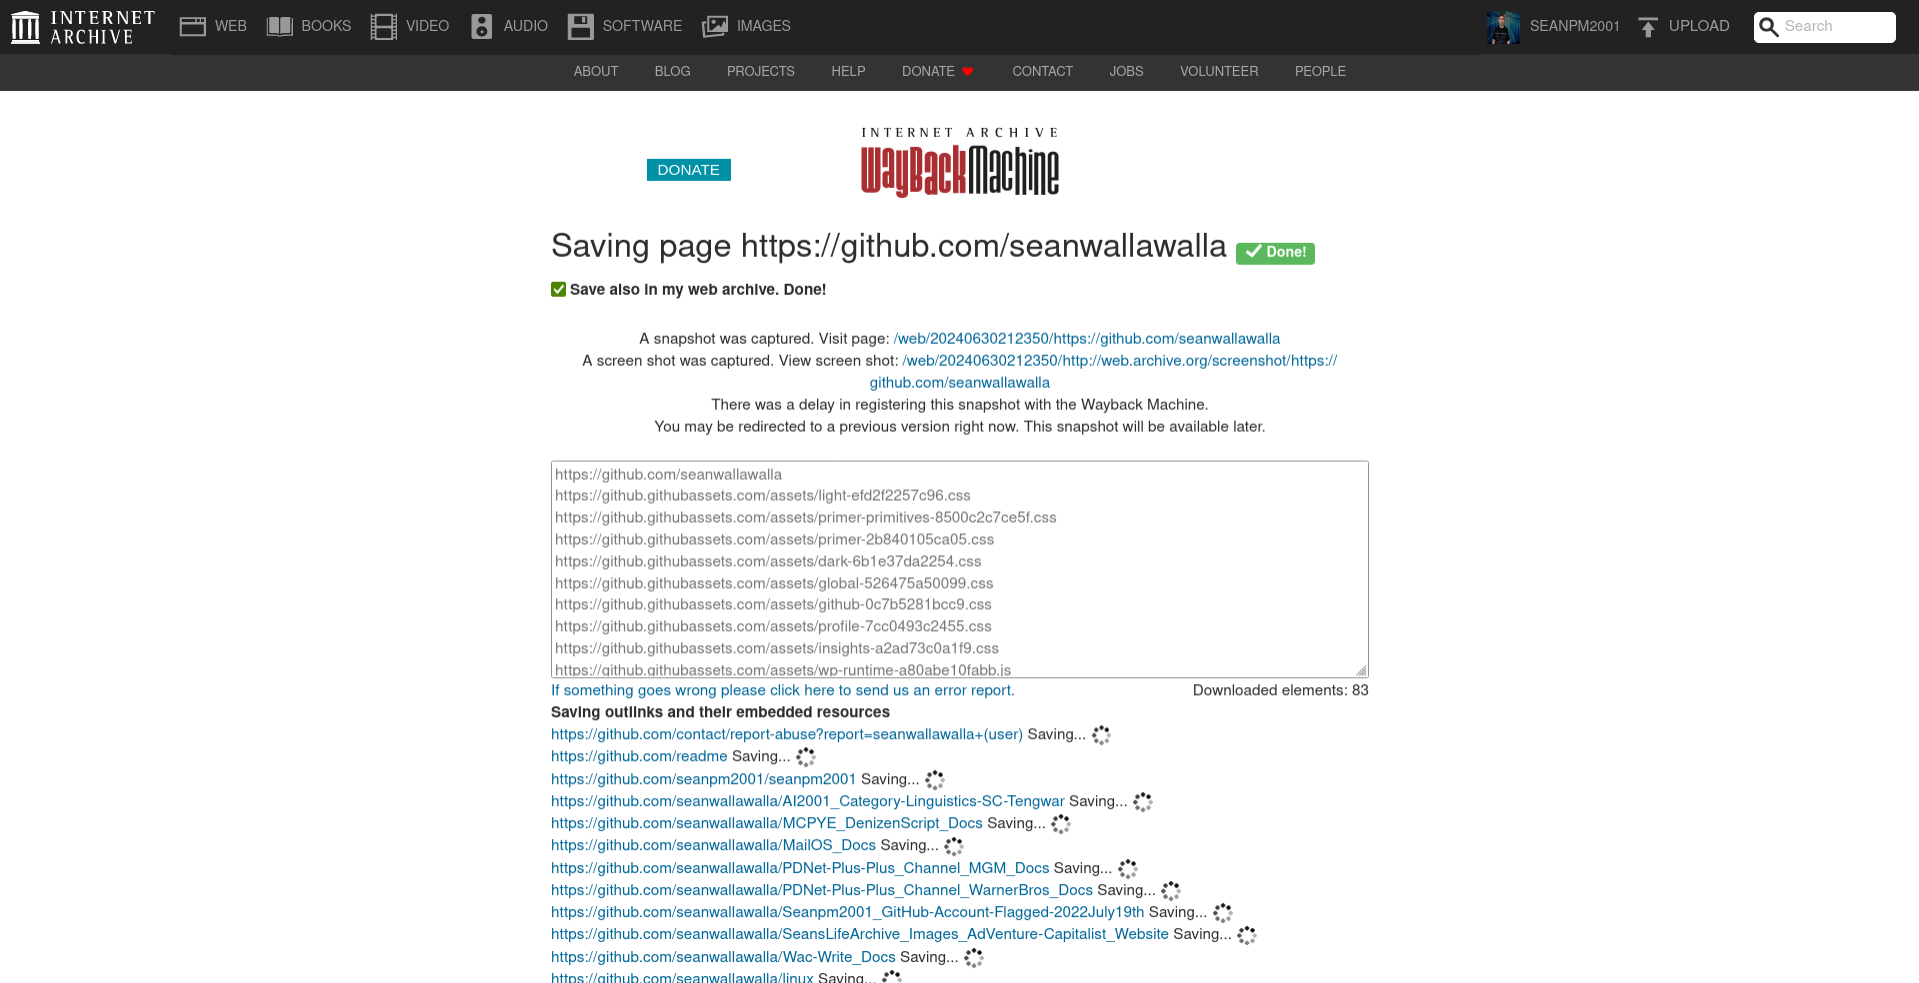 INTERNET ARCHIVE
WEB BOOKS VIDEO AUDIO SOFTWARE IMAGES SEANPM2001 UPLOAD Search
ABOUT BLOG PROJECTS HELP DONATE CONTACT JOBS VOLUNTEER PEOPLE
INTERNET ARCHIVE
DONATE
WayBackMachine
Saving page https://github.com/seanwallawalla Done!
Save also in my web archive. Done!
A snapshot was captured. Visit page: /web/20240630212350/https://github.com/seanwallawalla
A screen shot was captured. View screen shot: /web/20240630212350/http://web.archive.org/screenshot/https://
github.com/seanwallawalla
There was a delay in registering this snapshot with the Wayback Machine.
You may be redirected to a previous version right now. This snapshot will be available later.
https://github.com/seanwallawalla
https://github.githubassets.com/assets/light-efd2f2257c96.css
https://github.githubassets.com/assets/primer-primitives-8500c2c7ce5f.css
https://github.githubassets.com/assets/primer-2b840105ca05.css
https://github.githubassets.com/assets/dark-6b1e37da2254.css
https://github.githubassets.com/assets/global-526475a50099.css
https://github.githubassets.com/assets/github-0c7b5281bcc9.css
https://github.githubassets.com/assets/profile-7cc0493c2455.css
https://github.githubassets.com/assets/insights-a2ad73c0a1f9.css
https://github.githubassets.com/assets/wp-runtime-a80abe10fabb.js
If something goes wrong please click here to send us an error report. Downloaded elements: 83
Saving outlinks and their embedded resources
https://github.com/contact/report-abuse?report=seanwallawalla+(user) Saving...
https://github.com/readme Saving...
https://github.com/seanpm2001/seanpm2001 Saving...
https://github.com/seanwallawalla/AI2001_Category-Linguistics-SC-Tengwar Saving...
https://github.com/seanwallawalla/MCPYE_DenizenScript_Docs Saving...
https://github.com/seanwallawalla/MailOS_Docs Saving...
https://github.com/seanwallawalla/PDNet-Plus-Plus_Channel_MGM_Docs Saving...
https://github.com/seanwallawalla/PDNet-Plus-Plus_Channel_WarnerBros_Docs Saving...
https://github.com/seanwallawalla/Seanpm2001_GitHub-Account-Flagged-2022July19th Saving...
https://github.com/seanwallawalla/SeansLifeArchive_Images_AdVenture-Capitalist_Website Saving...
https://github.com/seanwallawalla/Wac-Write_Docs Saving...
https://github.com/seanwallawalla/linux Saving...